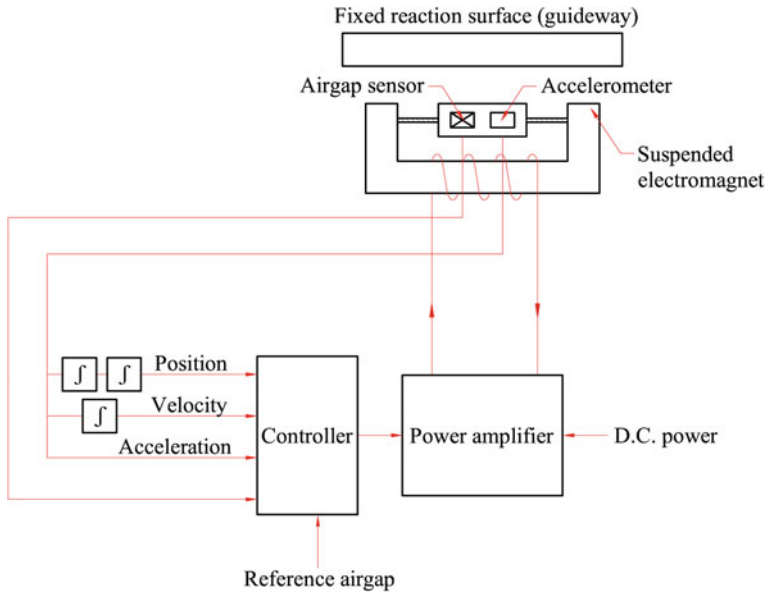 Fixed reaction surface (guideway)
Airgap sensor
Accelerometer
Suspended
electromagnet
∫ ∫ Position
∫ Velocity
Acceleration
Controller
Power amplifier
D.C. power
Reference airgap